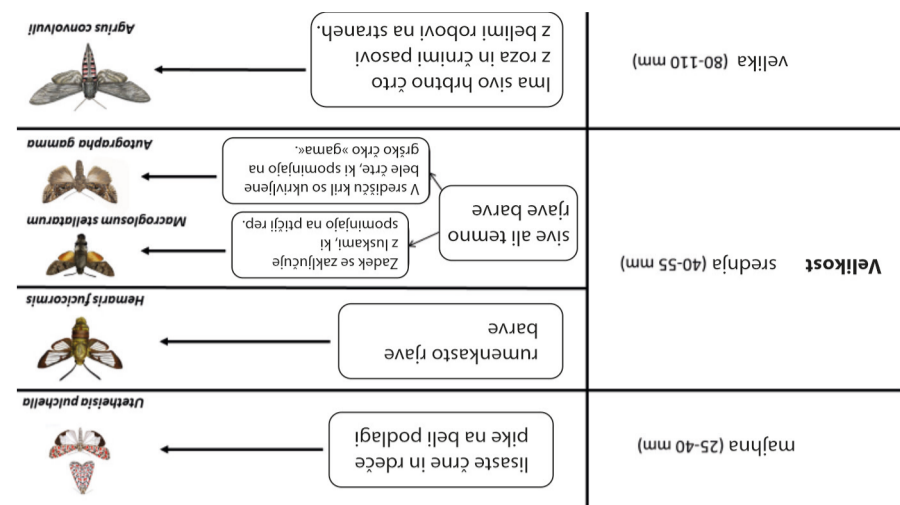 majhna (25-40 mm)
lisaste črne in rdeče
pike na beli podlagi
Utetheisia pulchella
Velikost srednja (40-55 mm)
rumenkasto rjave
barve
Hemaris fucicormis
sive ali temno
rjave barve
Zadek se zaključuje
z luskami, ki
spominjajo na ptičji rep.
Macroglosum stellatarum
V središču kril so ukrivljene
bele črte, ki spominjajo na
grško črko »gama«.
Autographa gamma
velika (80-110 mm)
Ima sivo hrbtno črto
z roza in črnimi pasovi
z belimi robovi na straneh.
Agrius convolvuli